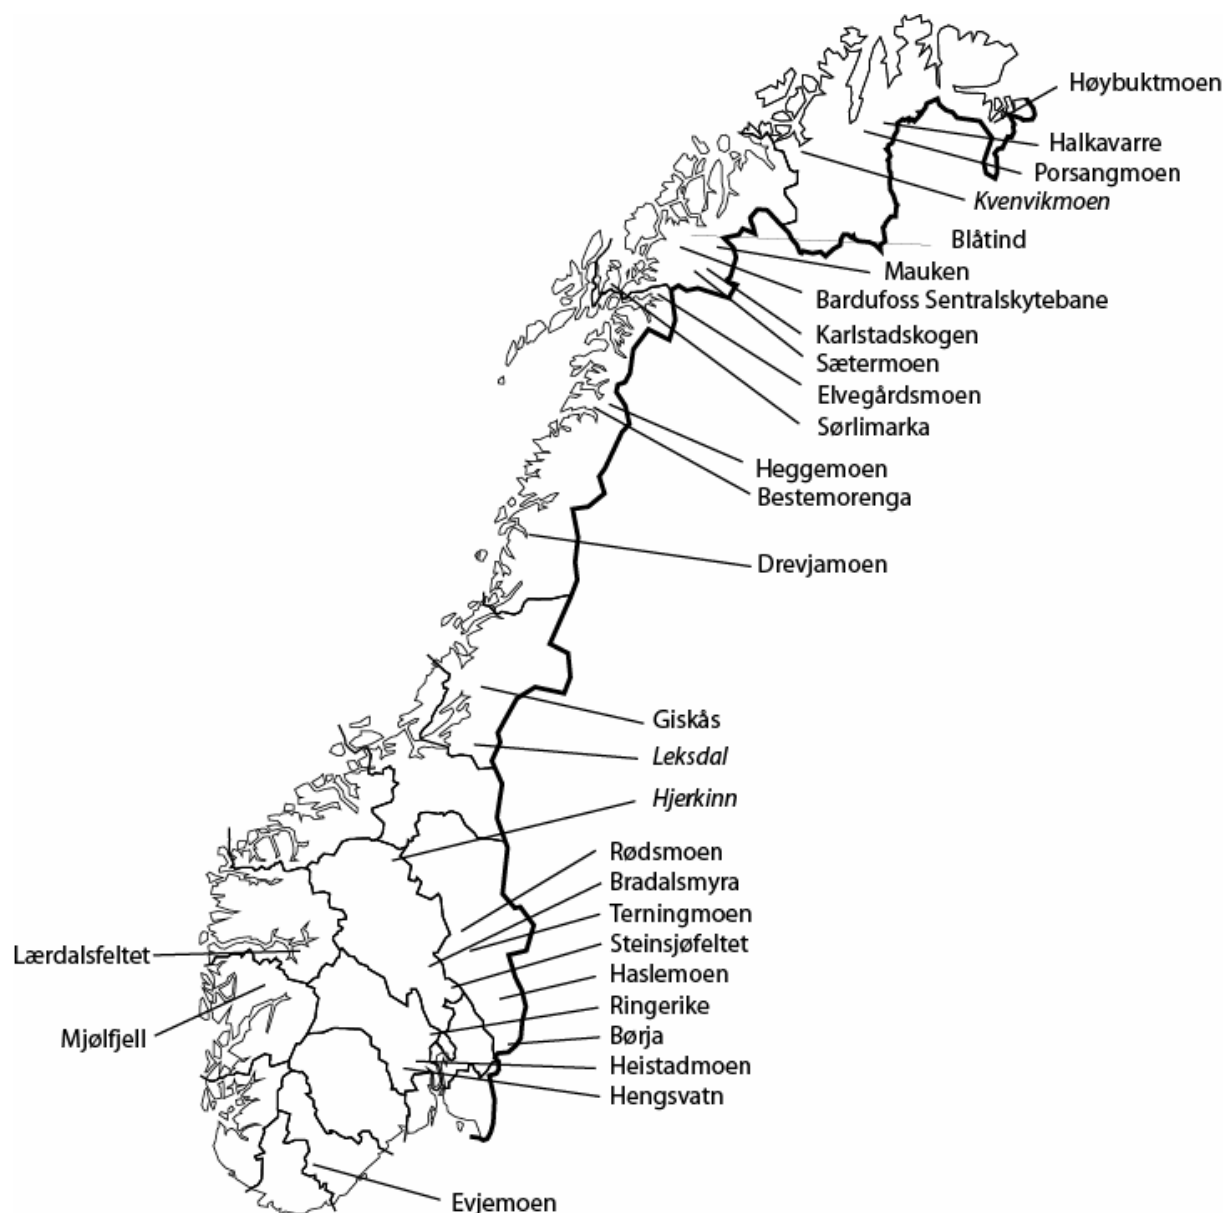 Høybuktmoen
Halkavarre
Porsangmoen
Kvenvikmoen
Blåtind
Mauken
Bardufoss Sentralskytebane
Karlstadskogen
Sætermoen
Elvegårdsmoen
Sørlimarka
Heggemoen
Bestemorenga
Drevjamoen
Giskås
Leksdal
Hjerkinn
Rødsmoen
Bradalsmyra
Terningmoen
Steinsjøfeltet
Lærdalsfeltet
Haslemoen
Ringerike
Børja
Mjølfjell
Heistadmoen
Hengsvatn
Evjemoen